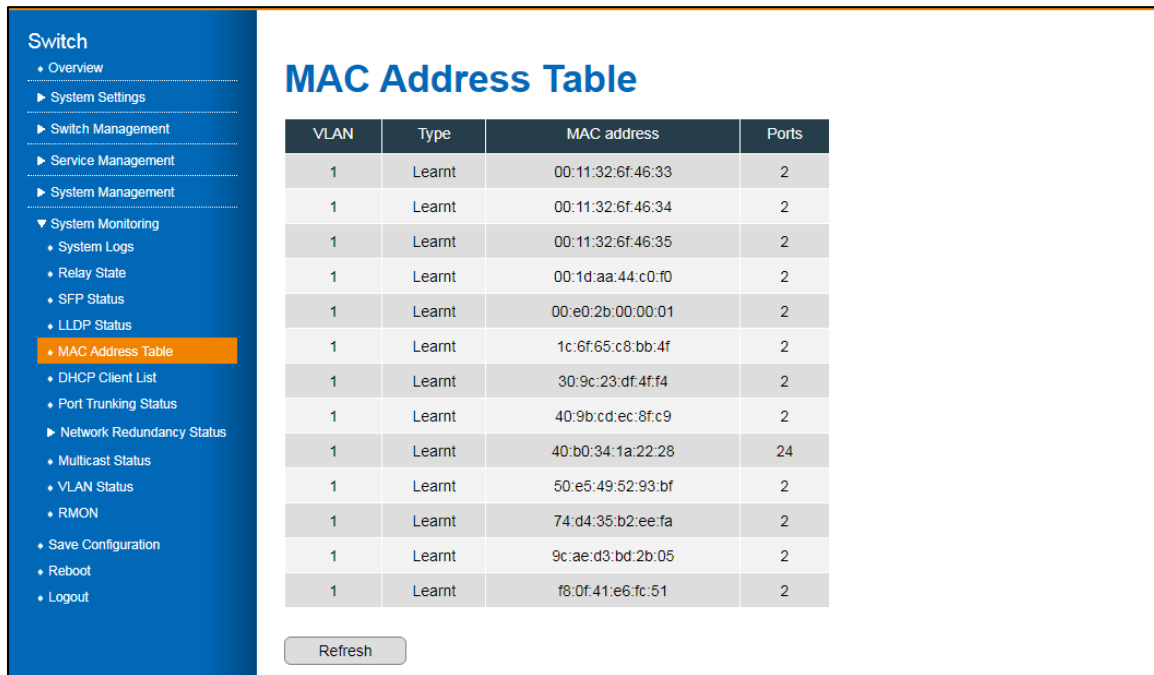 Switch
Overview
System Settings
Switch Management
Service Management
System Management
System Monitoring
System Logs
Relay State
SFP Status
LLDP Status
MAC Address Table
DHCP Client List
Port Trunking Status
Network Redundancy Status
Multicast Status
VLAN Status
RMON
Save Configuration
Reboot
Logout
MAC Address Table
VLAN Type MAC address Ports
1 Learnt 00:11:32:6f:46:33 2
1 Learnt 00:11:32:6f:46:34 2
1 Learnt 00:11:32:6f:46:35 2
1 Learnt 00:1d:aa:44:c0:f0 2
1 Learnt 00:e0:2b:00:00:01 2
1 Learnt 1c:6f:65:c8:bb:4f 2
1 Learnt 30:9c:23:df:4f:f4 2
1 Learnt 40:9b:cd:ec:8f:c9 2
1 Learnt 40:b0:34:1a:22:28 24
1 Learnt 50:e5:49:52:93:bf 2
1 Learnt 74:d4:35:b2:ee:fa 2
1 Learnt 9c:ae:d3:bd:2b:05 2
1 Learnt f8:0f:41:e6:fc:51 2
Refresh